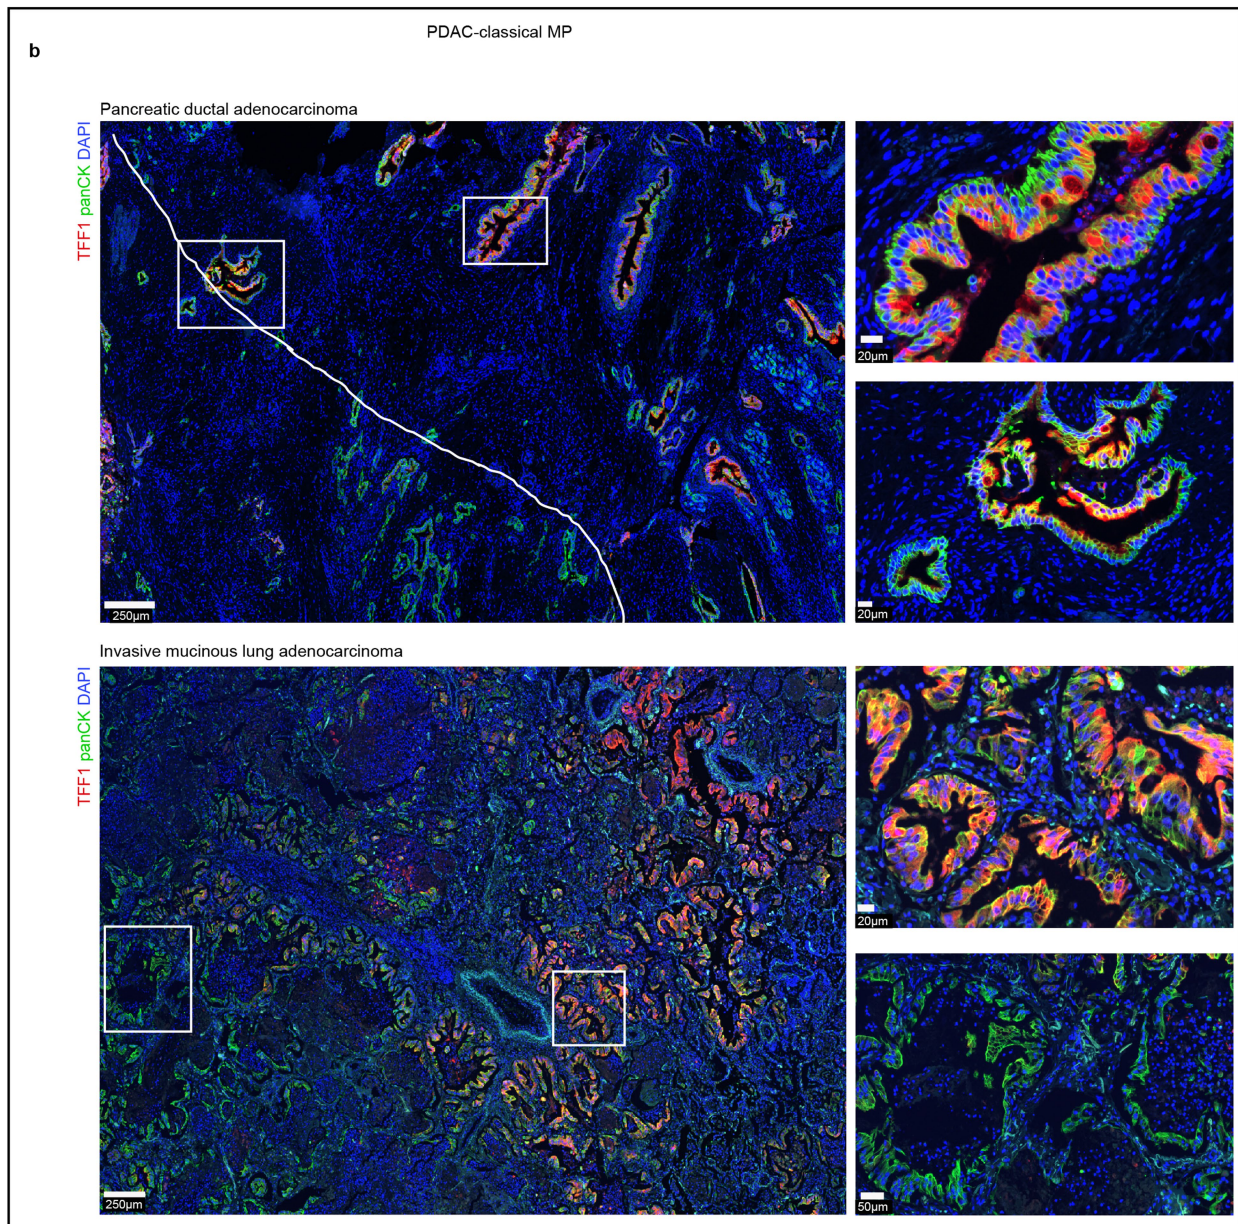 PDAC-classical MP
b
Pancreatic ductal adenocarcinoma
TFF1 panCK DAPI
20µm
250µm
20µm
Invasive mucinous lung adenocarcinoma
TFF1 panCK DAPI
20µm
250µm
50µm